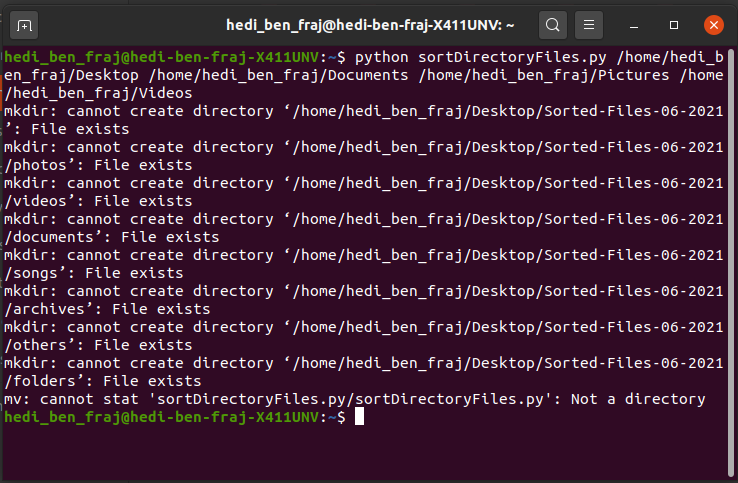 hedi_ben_fraj@hedi-ben-fraj-X411UNV: ~
hedi_ben_fraj@hedi-ben-fraj-X411UNV:~$ python sortDirectoryFiles.py /home/hedi_b
en_fraj/Desktop /home/hedi_ben_fraj/Documents /home/hedi_ben_fraj/Pictures /home
/hedi_ben_fraj/Videos
mkdir: cannot create directory ‘/home/hedi_ben_fraj/Desktop/Sorted-Files-06-2021
’: File exists
mkdir: cannot create directory ‘/home/hedi_ben_fraj/Desktop/Sorted-Files-06-2021
/photos’: File exists
mkdir: cannot create directory ‘/home/hedi_ben_fraj/Desktop/Sorted-Files-06-2021
/videos’: File exists
mkdir: cannot create directory ‘/home/hedi_ben_fraj/Desktop/Sorted-Files-06-2021
/documents’: File exists
mkdir: cannot create directory ‘/home/hedi_ben_fraj/Desktop/Sorted-Files-06-2021
/songs’: File exists
mkdir: cannot create directory ‘/home/hedi_ben_fraj/Desktop/Sorted-Files-06-2021
/archives’: File exists
mkdir: cannot create directory ‘/home/hedi_ben_fraj/Desktop/Sorted-Files-06-2021
/others’: File exists
mkdir: cannot create directory ‘/home/hedi_ben_fraj/Desktop/Sorted-Files-06-2021
/folders’: File exists
mv: cannot stat 'sortDirectoryFiles.py/sortDirectoryFiles.py': Not a directory
hedi_ben_fraj@hedi-ben-fraj-X411UNV:~$